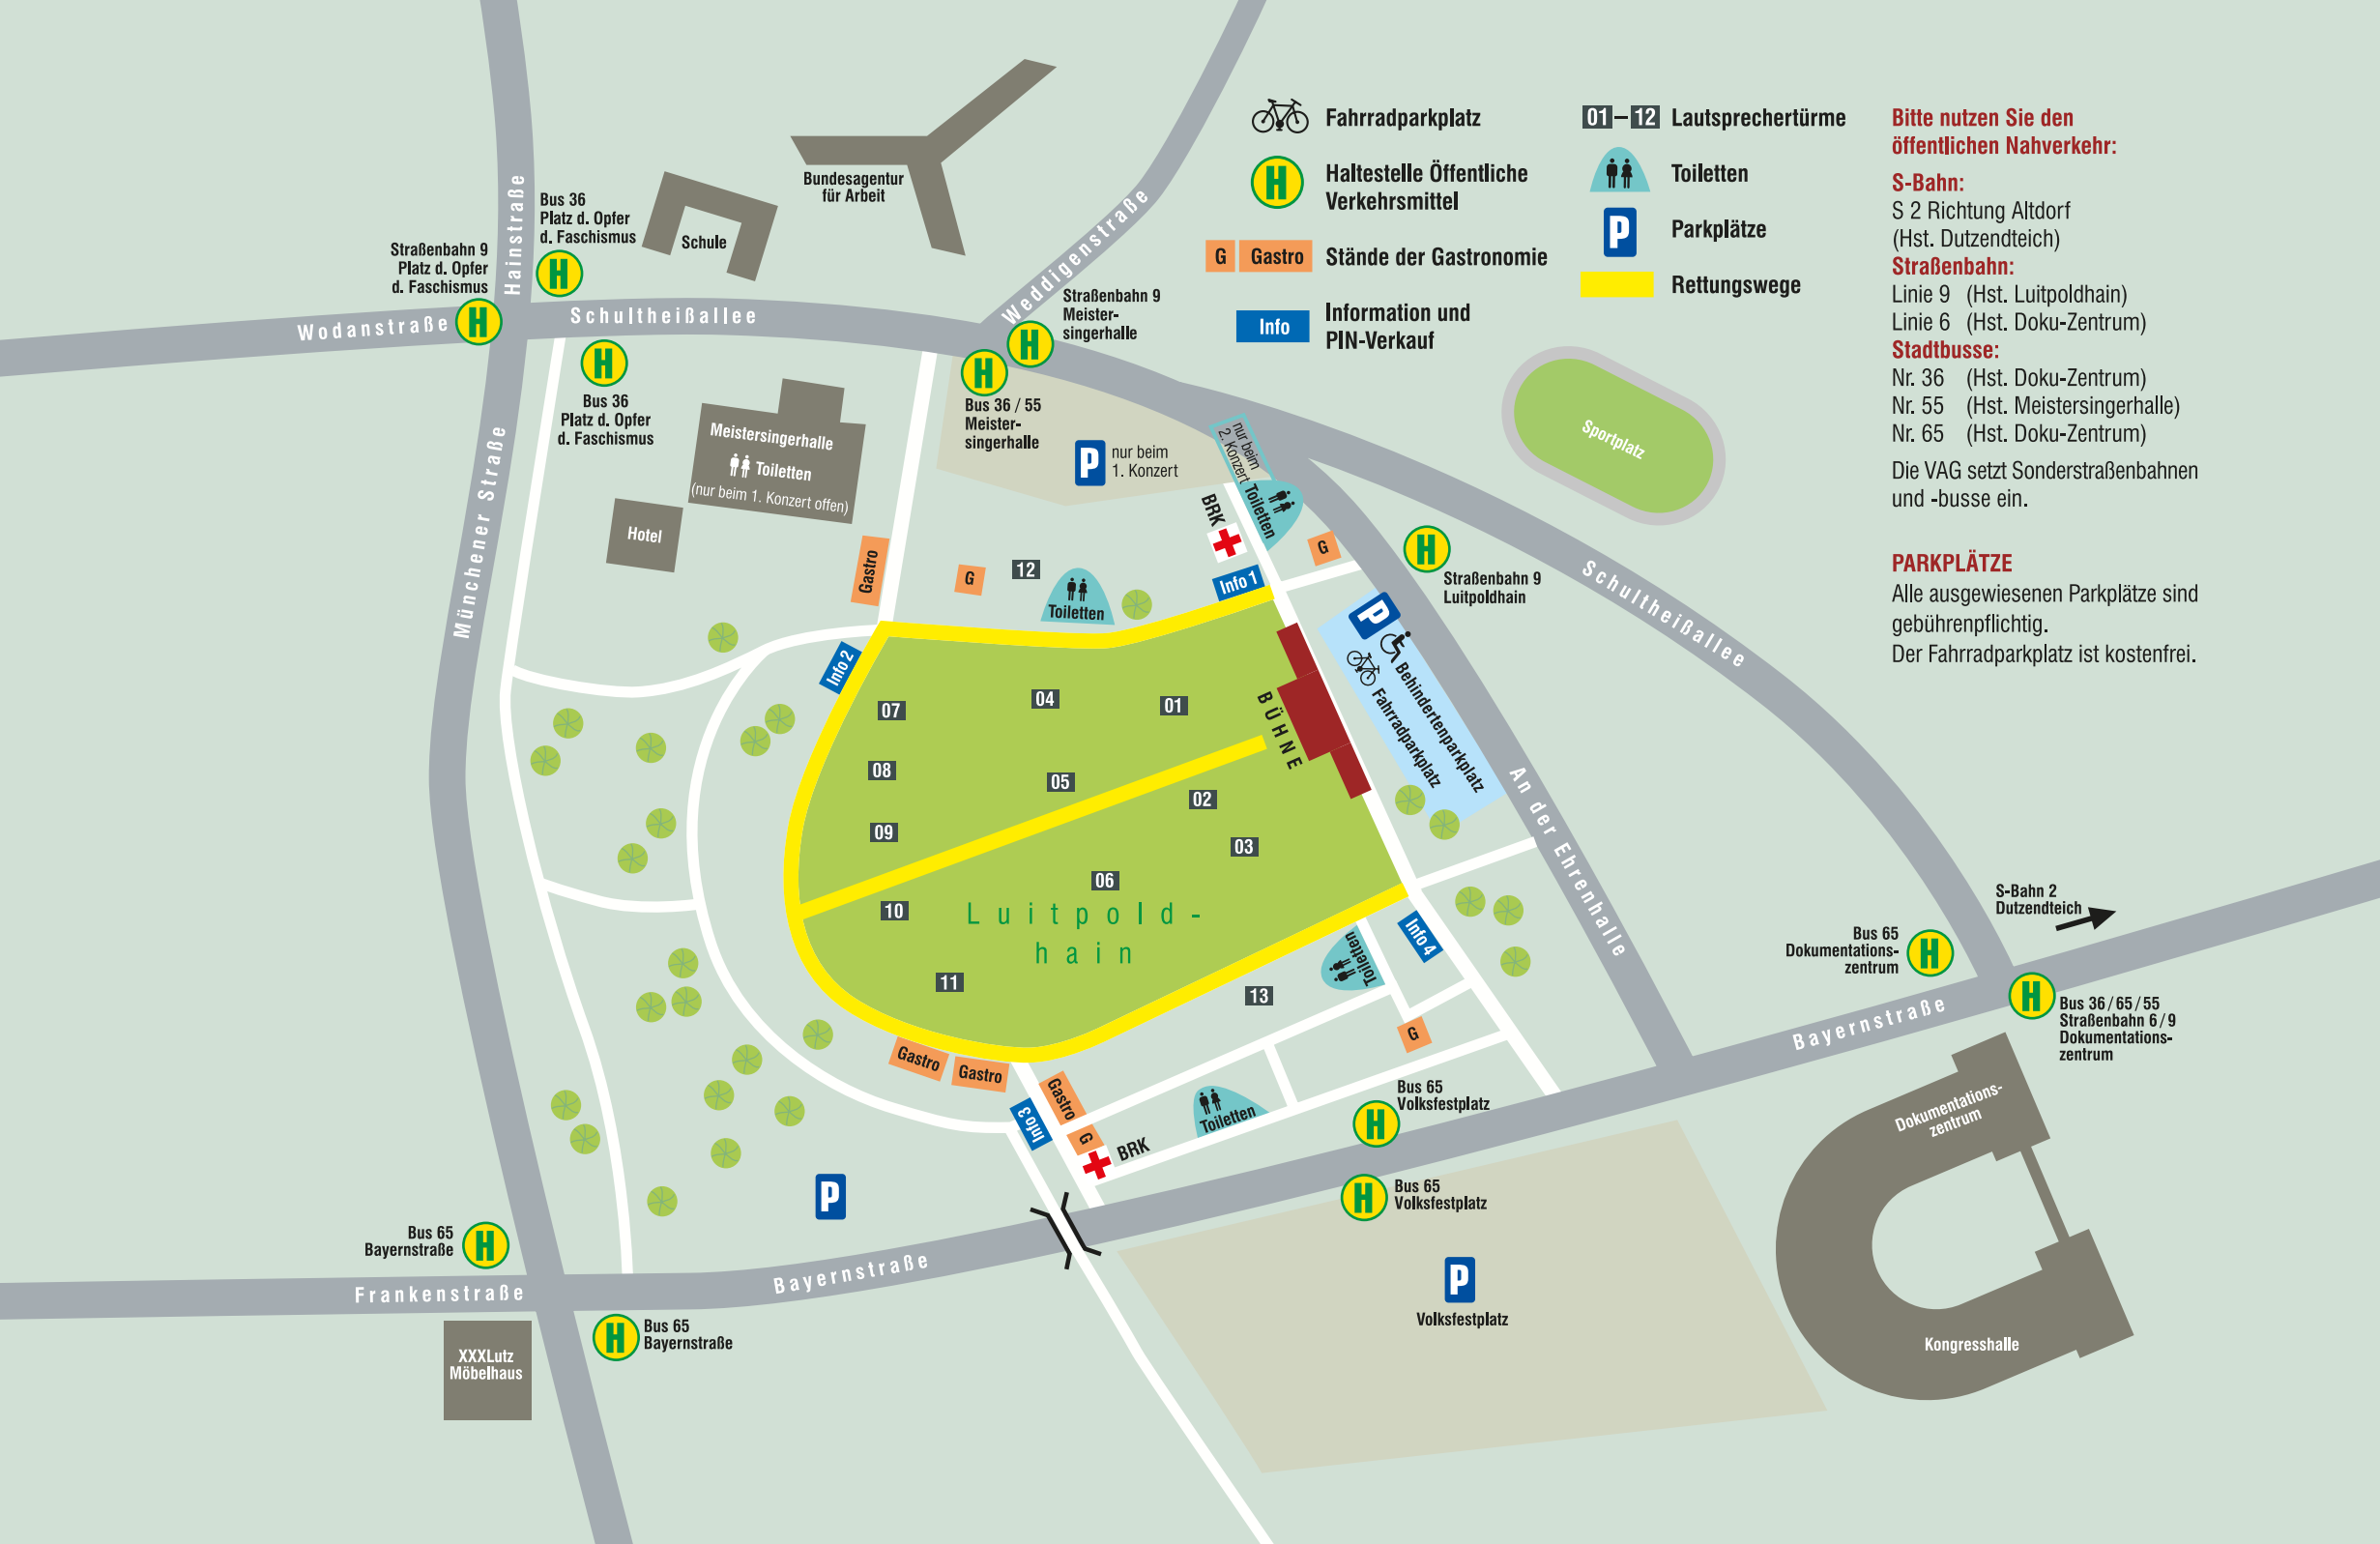 Fahrradparkplatz
H
Haltestelle Öffentliche
Verkehrsmittel
G
Gastro
Stände der Gastronomie
Info
Information und
PIN-Verkauf
01–12
Lautsprechertürme
Toiletten
P
Parkplätze
Rettungswege
Bitte nutzen Sie den
öffentlichen Nahverkehr:
S-Bahn:
S 2 Richtung Altdorf
(Hst. Dutzendteich)
Straßenbahn:
Linie 9 (Hst. Luitpoldhain)
Linie 6 (Hst. Doku-Zentrum)
Stadtbusse:
Nr. 36 (Hst. Doku-Zentrum)
Nr. 55 (Hst. Meistersingerhalle)
Nr. 65 (Hst. Doku-Zentrum)
Die VAG setzt Sonderstraßenbahnen
und -busse ein.
PARKPLÄTZE
Alle ausgewiesenen Parkplätze sind
gebührenpflichtig.
Der Fahrradparkplatz ist kostenfrei.
Hainstraße
Bus 36
Platz d. Opfer
d. Faschismus
H
Straßenbahn 9
Platz d. Opfer
d. Faschismus
H
Schule
Bundesagentur
für Arbeit
Weddigenstraße
Wodanstraße
Schultheißallee
Straßenbahn 9
Meister-
singerhalle
H
H
Bus 36 / 55
Meister-
singerhalle
H
Bus 36
Platz d. Opfer
d. Faschismus
Meistersingerhalle
Toiletten
(nur beim 1. Konzert offen)
Hotel
Münchener Straße
P
nur beim
1. Konzert
nur beim
2. Konzert
Toiletten
BRK
G
Sportplatz
H
Straßenbahn 9
Luitpoldhain
Schultheißallee
Gastro
G
12
Toiletten
Info 1
Info 2
P
Behindertenparkplatz
Fahrradparkplatz
An der Ehrenhalle
BÜHNE
07
04
01
08
05
02
09
03
06
10
Luitpold-
hain
11
13
Toiletten
Info 4
G
Gastro
Gastro
Gastro
G
Info 3
BRK
Toiletten
P
Bus 65
Volksfestplatz
H
H
Bus 65
Volksfestplatz
P
Volksfestplatz
S-Bahn 2
Dutzendteich
Bus 65
Dokumentations-
zentrum
H
H
Bus 36/65/55
Straßenbahn 6/9
Dokumentations-
zentrum
Bayernstraße
Dokumentations-
zentrum
Kongresshalle
Bus 65
Bayernstraße
H
Frankenstraße
Bayernstraße
H
Bus 65
Bayernstraße
XXXLutz
Möbelhaus